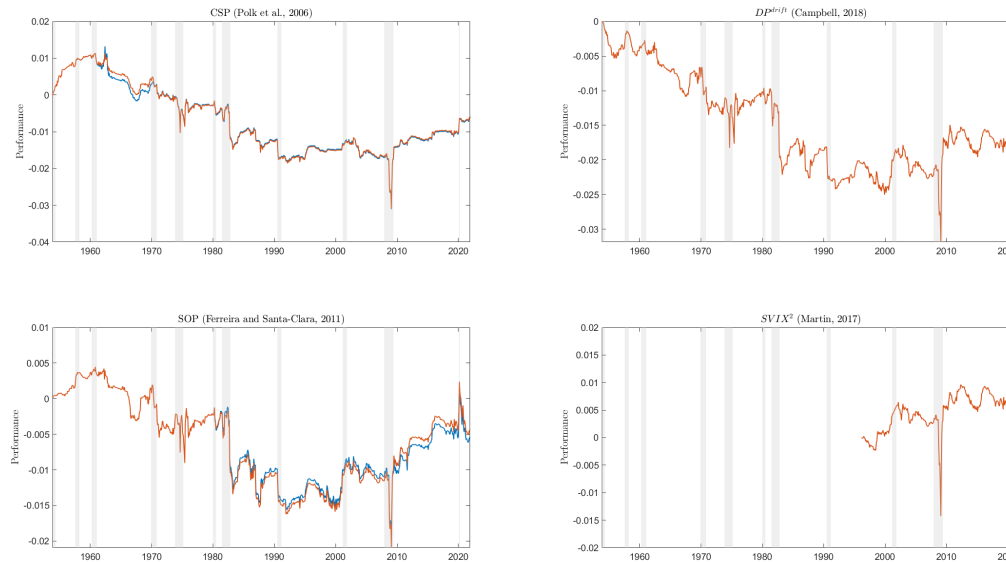 CSP (Polk et al., 2006)
0.02
0.01
0
-0.01
-0.02
-0.03
-0.04
Performance
1960 1970 1980 1990 2000 2010 2020
DP^drift (Campbell, 2018)
0
-0.005
-0.01
-0.015
-0.02
-0.025
-0.03
Performance
1960 1970 1980 1990 2000 2010
SOP (Ferreira and Santa-Clara, 2011)
0.01
0.005
0
-0.005
-0.01
-0.015
-0.02
Performance
1960 1970 1980 1990 2000 2010 2020
SVIX² (Martin, 2017)
0.02
0.015
0.01
0.005
0
-0.005
-0.01
-0.015
-0.02
Performance
1960 1970 1980 1990 2000 2010